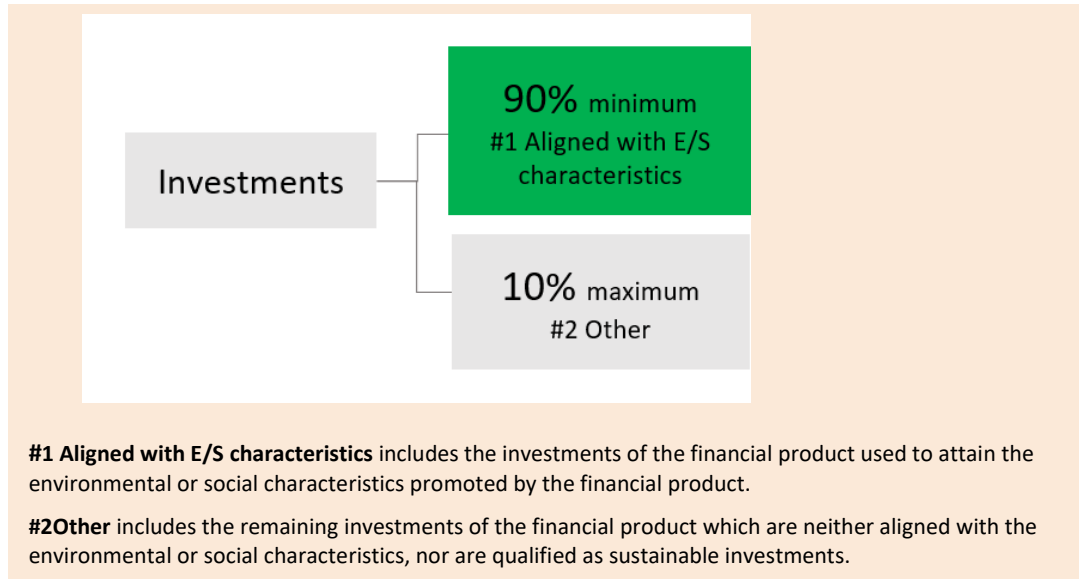 90% minimum
#1 Aligned with E/S
characteristics
Investments
10% maximum
#2 Other
#1 Aligned with E/S characteristics includes the investments of the financial product used to attain the
environmental or social characteristics promoted by the financial product.
#2Other includes the remaining investments of the financial product which are neither aligned with the
environmental or social characteristics, nor are qualified as sustainable investments.